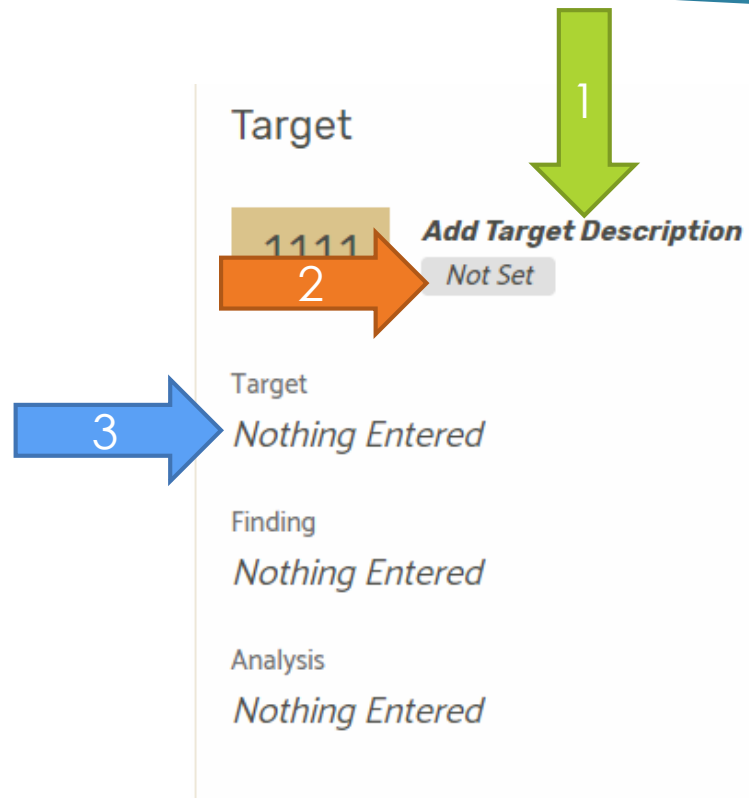 1
Target
1111
Add Target Description
2
Not Set
Target
3
Nothing Entered
Finding
Nothing Entered
Analysis
Nothing Entered